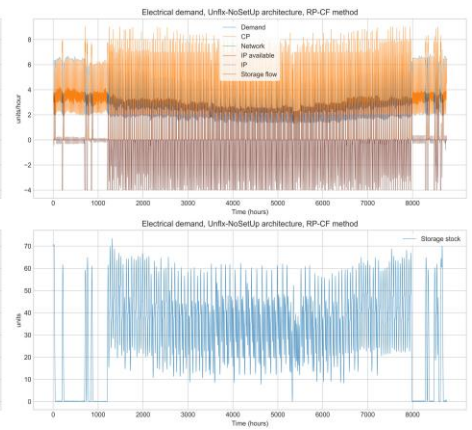 Electrical demand, Unflx-NoSetUp architecture, RP-CF method
Demand
CP
Network
IP available
IP
Storage flow
units/hour
8
6
4
2
0
−2
−4
0 1000 2000 3000 4000 5000 6000 7000 8000
Time (hours)
Electrical demand, Unflx-NoSetUp architecture, RP-CF method
Storage stock
units
70
60
50
40
30
20
10
0
0 1000 2000 3000 4000 5000 6000 7000 8000
Time (hours)